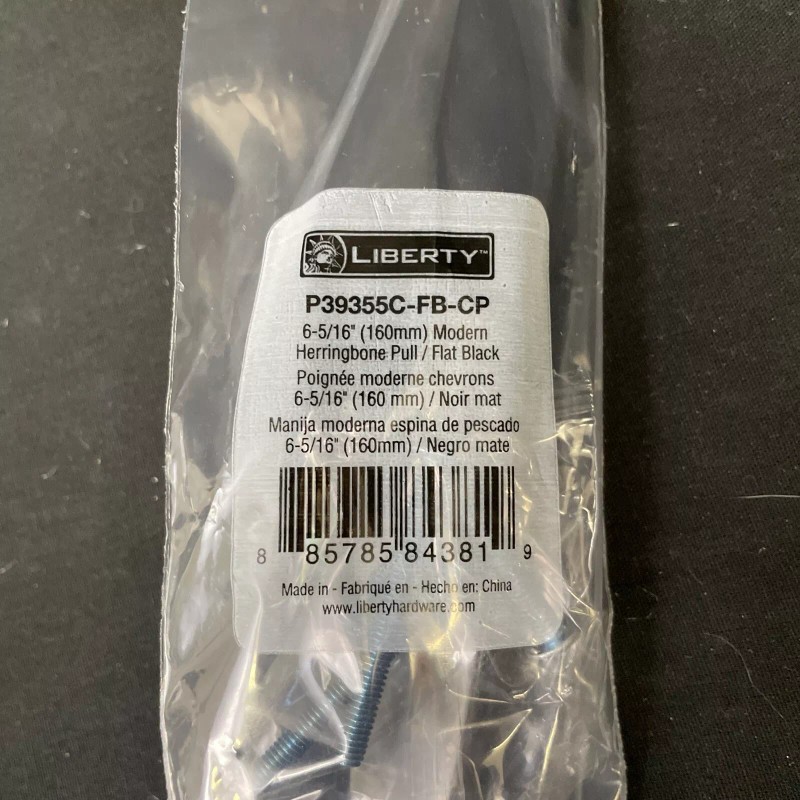 LIBERTY™
P39355C-FB-CP
6-5/16" (160mm) Modern
Herringbone Pull / Flat Black
Poignée moderne chevrons
6-5/16" (160 mm) / Noir mat
Manija moderna espina de pescado
6-5/16" (160mm) / Negro mate
8 85785 84381 9
Made in - Fabriqué en - Hecho en: China
www.libertyhardware.com